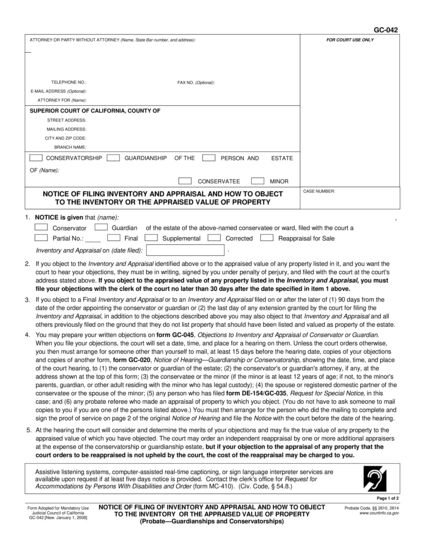 GC-042
ATTORNEY OR PARTY WITHOUT ATTORNEY (Name, State Bar number, and address):
FOR COURT USE ONLY
TELEPHONE NO.:
FAX NO. (Optional):
E-MAIL ADDRESS (Optional):
ATTORNEY FOR (Name):
SUPERIOR COURT OF CALIFORNIA, COUNTY OF
STREET ADDRESS:
MAILING ADDRESS:
CITY AND ZIP CODE:
BRANCH NAME:
CONSERVATORSHIP GUARDIANSHIP OF THE PERSON AND ESTATE
OF (Name):
CONSERVATEE MINOR
NOTICE OF FILING INVENTORY AND APPRAISAL AND HOW TO OBJECT
TO THE INVENTORY OR THE APPRAISED VALUE OF PROPERTY
CASE NUMBER:
1. NOTICE is given that (name): ,
Conservator Guardian of the estate of the above-named conservatee or ward, filed with the court a
Partial No.: Final Supplemental Corrected Reappraisal for Sale
Inventory and Appraisal on (date filed): .
2. If you object to the Inventory and Appraisal identified above or to the appraised value of any property listed in it, and you want the
court to hear your objections, they must be in writing, signed by you under penalty of perjury, and filed with the court at the court's
address stated above. If you object to the appraised value of any property listed in the Inventory and Appraisal, you must
file your objections with the clerk of the court no later than 30 days after the date specified in item 1 above.
3. If you object to a Final Inventory and Appraisal or to an Inventory and Appraisal filed on or after the later of (1) 90 days from the
date of the order appointing the conservator or guardian or (2) the last day of any extension granted by the court for filing the
Inventory and Appraisal, in addition to the objections described above you may also object to that Inventory and Appraisal and all
others previously filed on the ground that they do not list property that should have been listed and valued as property of the estate.
4. You may prepare your written objections on form GC-045, Objections to Inventory and Appraisal of Conservator or Guardian.
When you file your objections, the court will set a date, time, and place for a hearing on them. Unless the court orders otherwise,
you then must arrange for someone other than yourself to mail, at least 15 days before the hearing date, copies of your objections
and copies of another form, form GC-020, Notice of Hearing—Guardianship or Conservatorship, showing the date, time, and place
of the court hearing, to (1) the conservator or guardian of the estate; (2) the conservator's or guardian's attorney, if any, at the
address shown at the top of this form; (3) the conservatee or the minor (if the minor is at least 12 years of age; if not, to the minor's
parents, guardian, or other adult residing with the minor who has legal custody); (4) the spouse or registered domestic partner of the
conservatee or the spouse of the minor; (5) any person who has filed form DE-154/GC-035, Request for Special Notice, in this
case; and (6) any probate referee who made an appraisal of property to which you object. (You do not have to ask someone to mail
copies to you if you are one of the persons listed above.) You must then arrange for the person who did the mailing to complete and
sign the proof of service on page 2 of the original Notice of Hearing and file the Notice with the court before the date of the hearing.
5. At the hearing the court will consider and determine the merits of your objections and may fix the true value of any property to the
appraised value of which you have objected. The court may order an independent reappraisal by one or more additional appraisers
at the expense of the conservatorship or guardianship estate, but if your objection to the appraisal of any property that the
court orders to be reappraised is not upheld by the court, the cost of the reappraisal may be charged to you.
Assistive listening systems, computer-assisted real-time captioning, or sign language interpreter services are
available upon request if at least five days notice is provided. Contact the clerk's office for Request for
Accommodations by Persons With Disabilities and Order (form MC-410). (Civ. Code, § 54.8.)
Page 1 of 2
Form Adopted for Mandatory Use
Judicial Council of California
GC-042 [New January 1, 2008]
NOTICE OF FILING OF INVENTORY AND APPRAISAL AND HOW TO OBJECT
TO THE INVENTORY OR THE APPRAISED VALUE OF PROPERTY
(Probate—Guardianships and Conservatorships)
Probate Code, §§ 2610, 2614
www.courtinfo.ca.gov